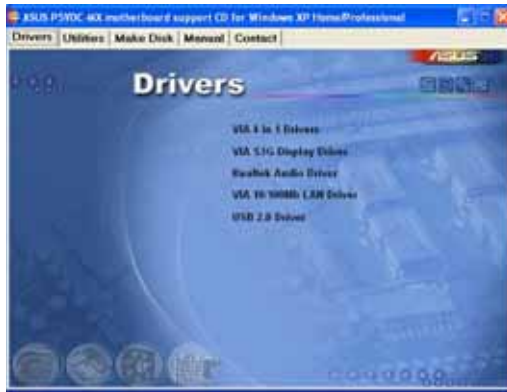 ASUS P5VDC-MX motherboard support CD for Windows XP Home/Professional
Drivers Utilities Make Disk Manual Contact
ASUS
Drivers
VIA 4 in 1 Drivers
VIA S3G Display Driver
Realtek Audio Driver
VIA 10/100Mb LAN Driver
USB 2.0 Driver